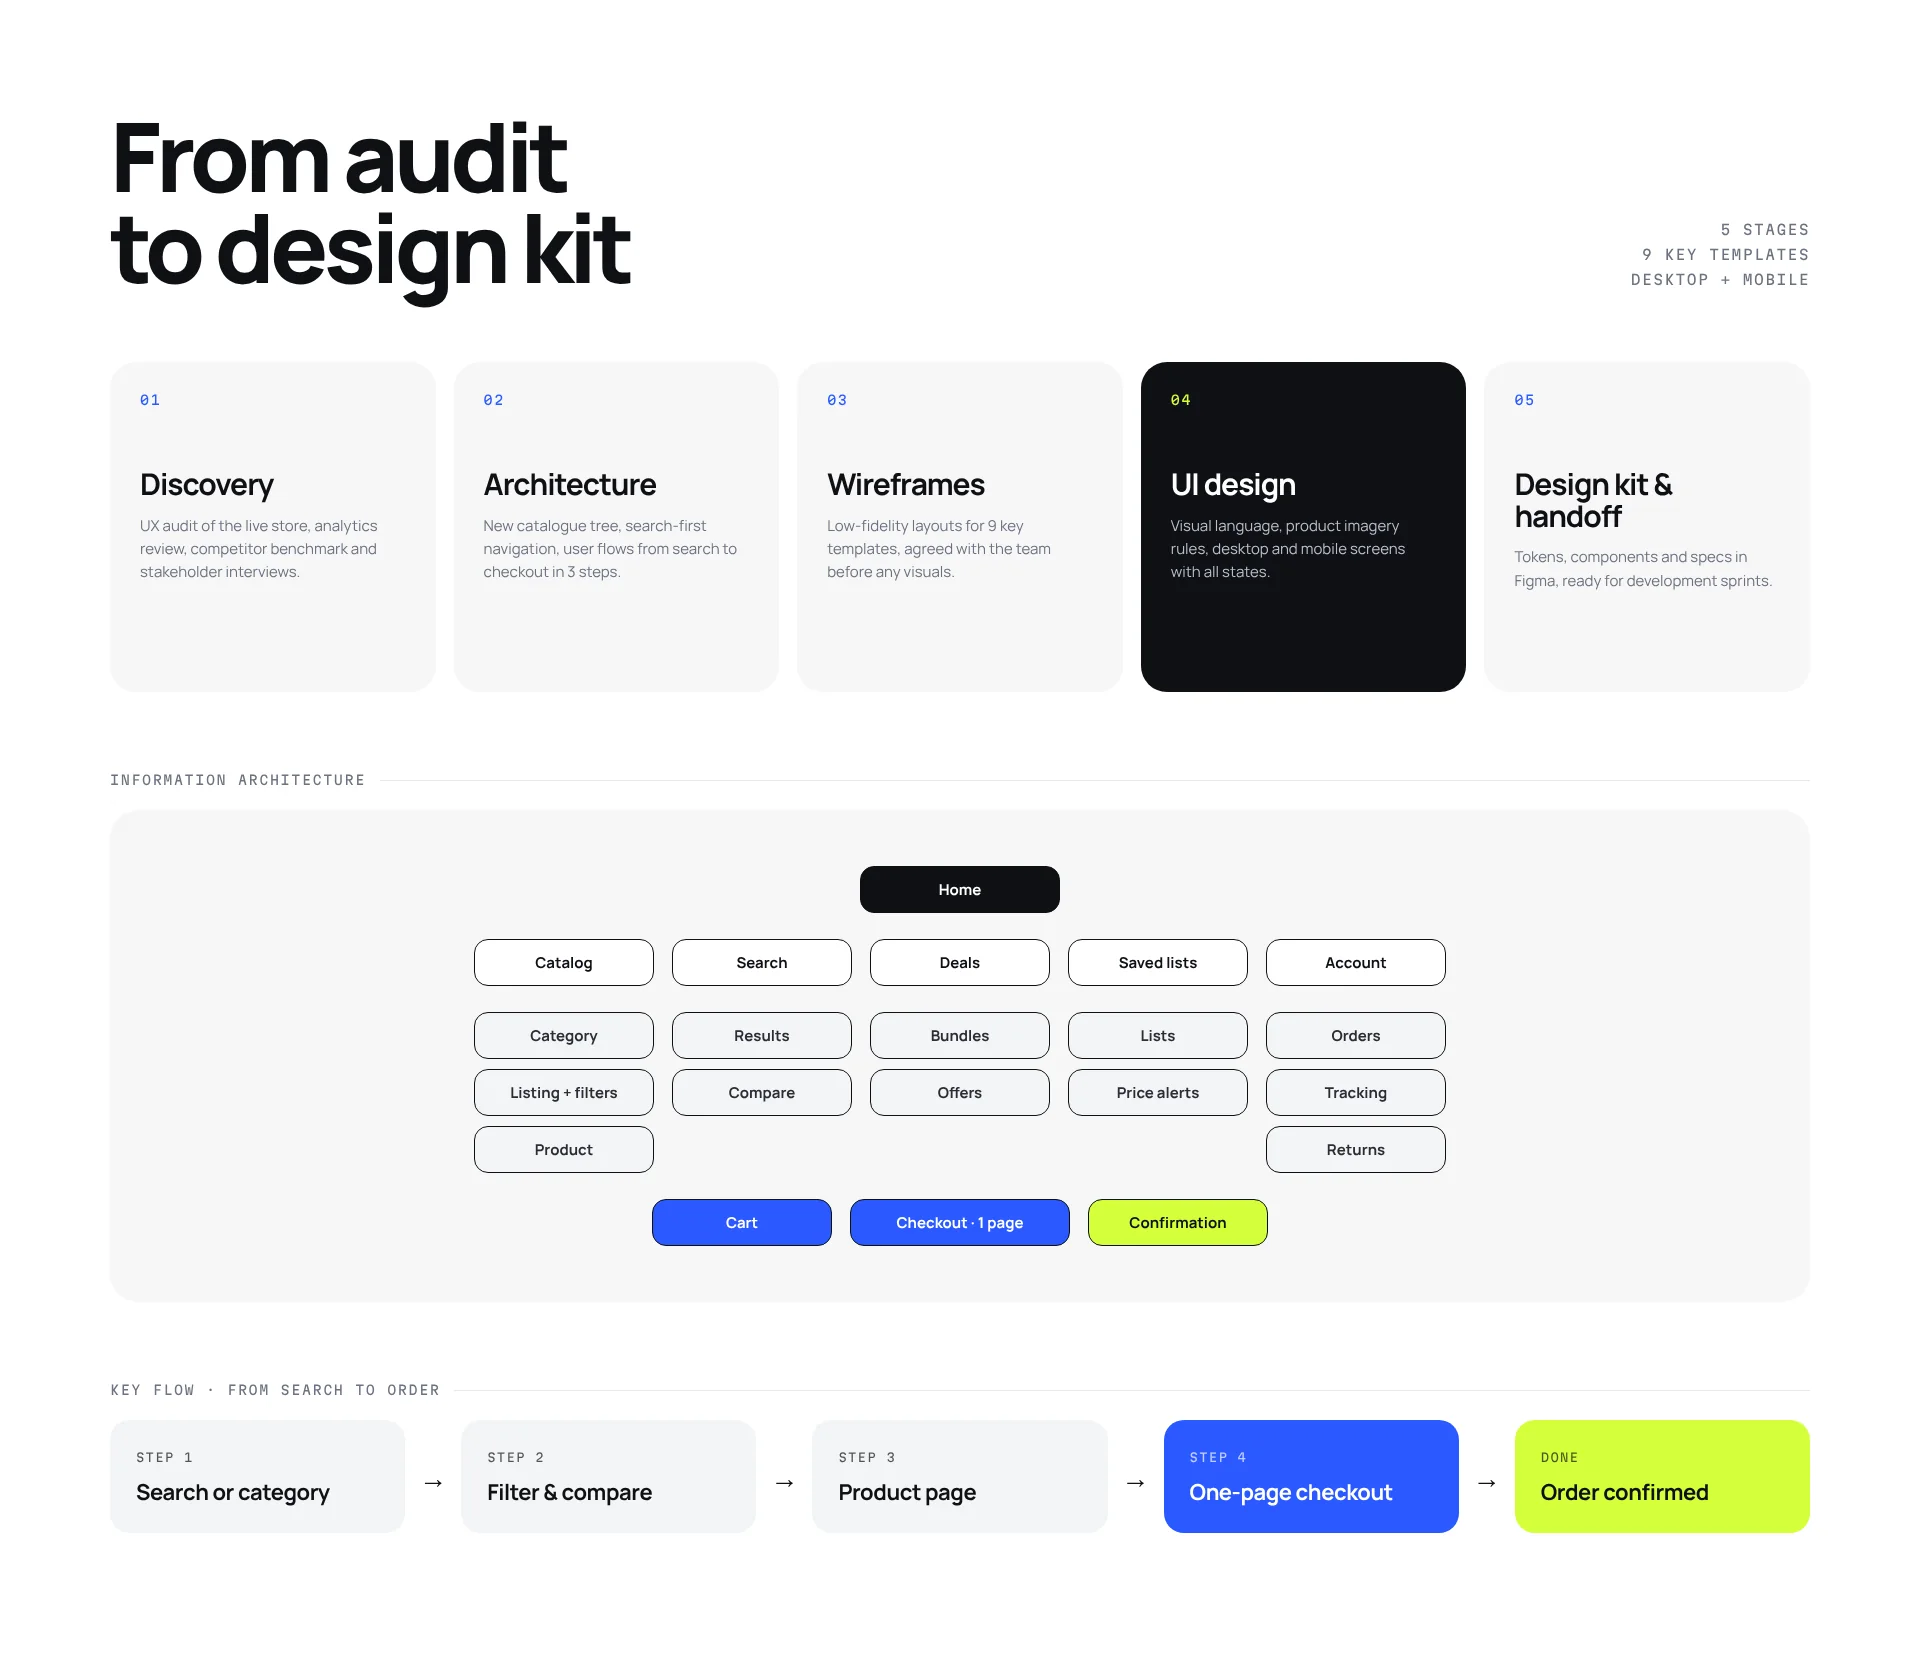 From audit
to design kit
5 STAGES
9 KEY TEMPLATES
DESKTOP + MOBILE
01
Discovery
UX audit of the live store, analytics
review, competitor benchmark and
stakeholder interviews.
02
Architecture
New catalogue tree, search-first
navigation, user flows from search to
checkout in 3 steps.
03
Wireframes
Low-fidelity layouts for 9 key
templates, agreed with the team
before any visuals.
04
UI design
Visual language, product imagery
rules, desktop and mobile screens
with all states.
05
Design kit &
handoff
Tokens, components and specs in
Figma, ready for development sprints.
INFORMATION ARCHITECTURE
Home
Catalog
Search
Deals
Saved lists
Account
Category
Results
Bundles
Lists
Orders
Listing + filters
Compare
Offers
Price alerts
Tracking
Product
Returns
Cart
Checkout · 1 page
Confirmation
KEY FLOW · FROM SEARCH TO ORDER
STEP 1
Search or category
→
STEP 2
Filter & compare
→
STEP 3
Product page
→
STEP 4
One-page checkout
→
DONE
Order confirmed